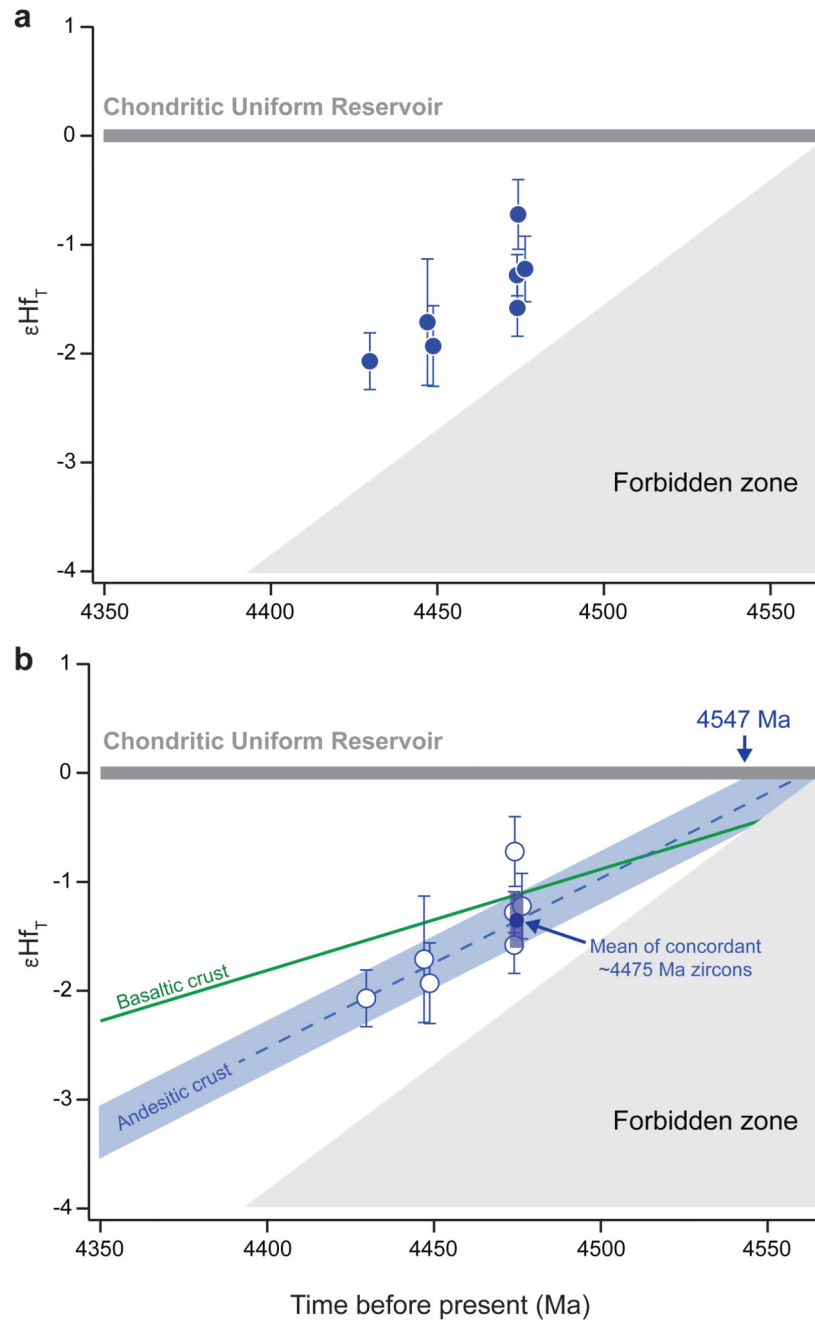 a
1
Chondritic Uniform Reservoir
0
-1
εHf_T
-2
-3
Forbidden zone
-4
4350 4400 4450 4500 4550
b
1
4547 Ma
Chondritic Uniform Reservoir
0
-1
εHf_T
Mean of concordant
~4475 Ma zircons
Basaltic crust
-2
Andesitic crust
-3
Forbidden zone
-4
4350 4400 4450 4500 4550
Time before present (Ma)